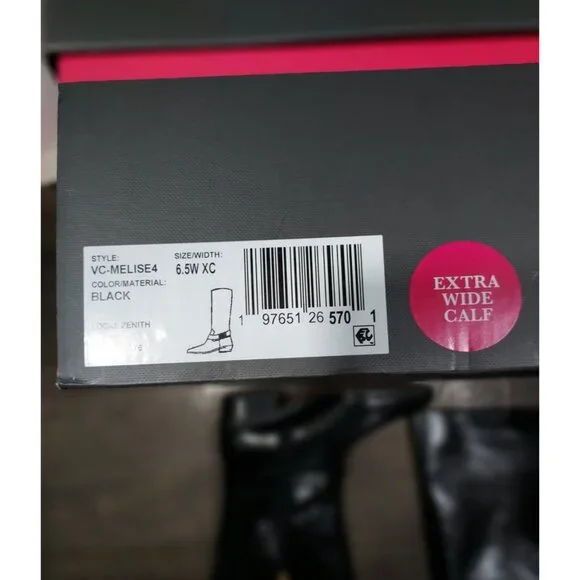 STYLE:
VC-MELISE4
SIZE/WIDTH:
6.5W XC
COLOR/MATERIAL:
BLACK
ZENITH
1 97651 26 570 1
EXTRA
WIDE
CALF